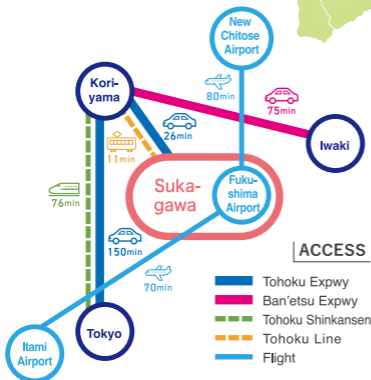 New
Chitose
Airport
Kori-
yama
80min
75min
26min
Iwaki
11min
76min
Suka-
gawa
Fuku-
shima
Airport
150min
70min
ACCESS
Tohoku Expwy
Ban'etsu Expwy
Tohoku Shinkansen
Tohoku Line
Flight
Tokyo
Itami
Airport